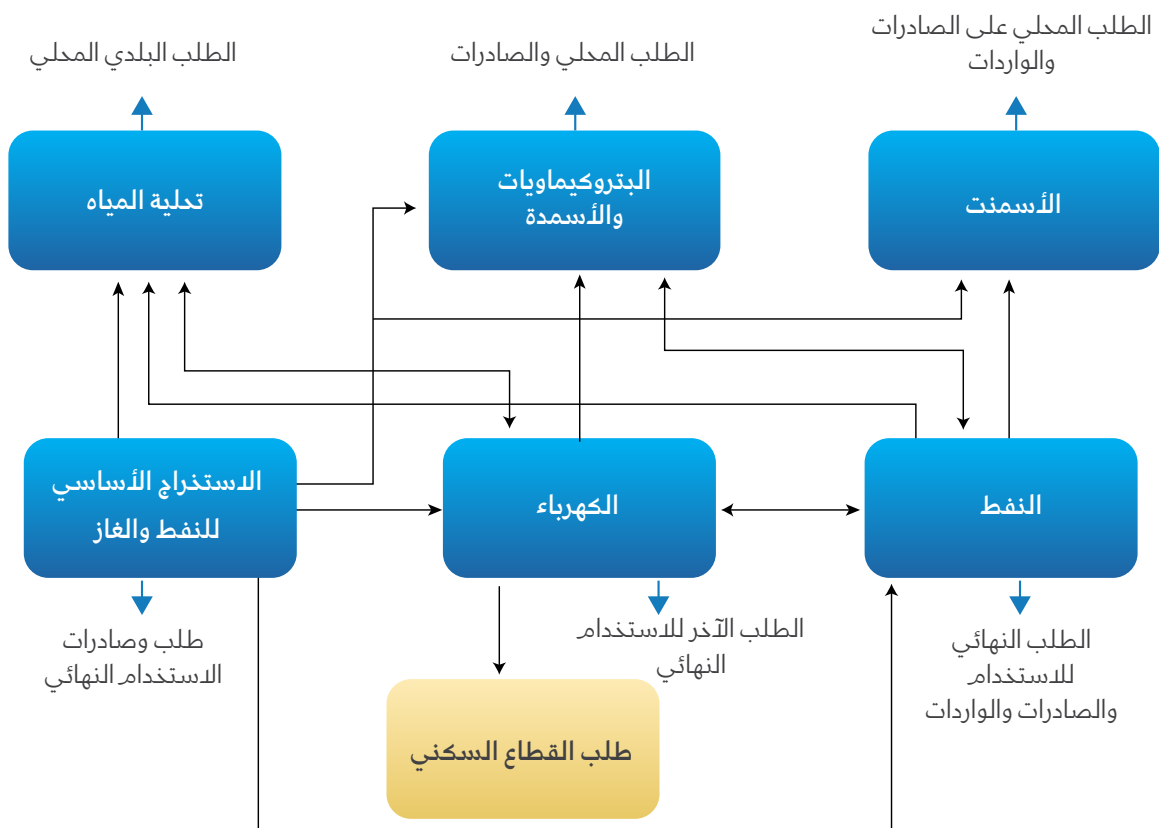 الطلب المحلي على الصادرات
والواردات
الطلب المحلي والصادرات
الطلب البلدي المحلي
الأسمنت
البتروكيماويات
والأسمدة
تحلية المياه
النفط
الكهرباء
الاستخراج الأساسي
للنفط والغاز
الطلب النهائي
للاستخدام
والصادرات والواردات
الطلب الآخر للاستخدام
النهائي
طلب وصادرات
الاستخدام النهائي
طلب القطاع السكني